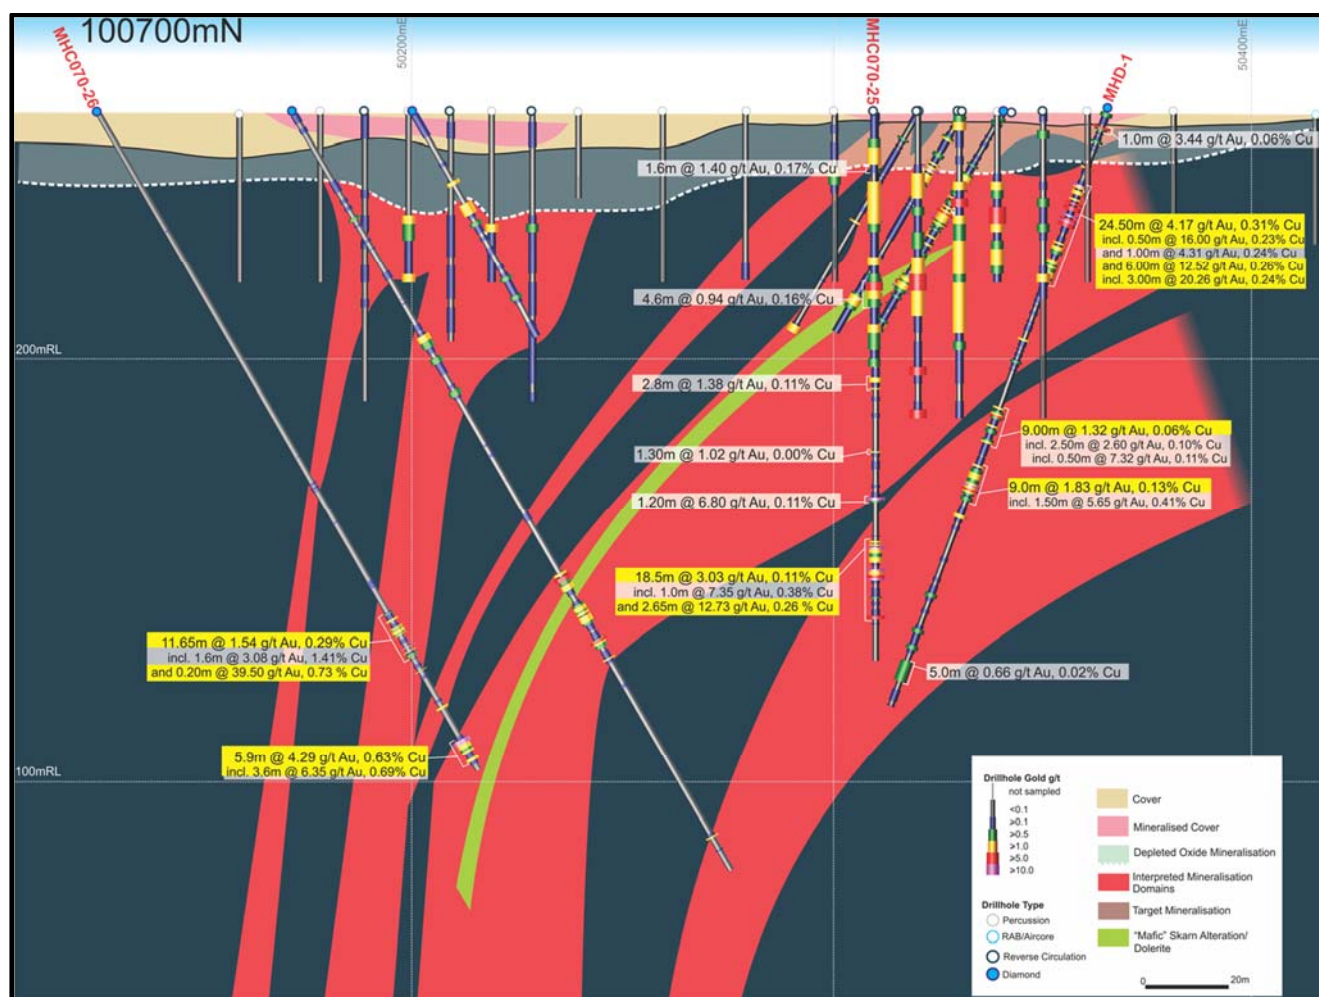 100700mN
MHC070-26
50200mE
MHC070-25
MHD-1
50400mE
1.0m @ 3.44 g/t Au, 0.06% Cu
1.6m @ 1.40 g/t Au, 0.17% Cu
24.50m @ 4.17 g/t Au, 0.31% Cu
incl. 0.50m @ 16.00 g/t Au, 0.23% Cu
and 1.00m @ 4.31 g/t Au, 0.24% Cu
and 6.00m @ 12.52 g/t Au, 0.26% Cu
incl. 3.00m @ 20.26 g/t Au, 0.24% Cu
4.6m @ 0.94 g/t Au, 0.16% Cu
200mRL
2.8m @ 1.38 g/t Au, 0.11% Cu
9.00m @ 1.32 g/t Au, 0.06% Cu
incl. 2.50m @ 2.60 g/t Au, 0.10% Cu
incl. 0.50m @ 7.32 g/t Au, 0.11% Cu
1.30m @ 1.02 g/t Au, 0.00% Cu
9.0m @ 1.83 g/t Au, 0.13% Cu
incl. 1.50m @ 5.65 g/t Au, 0.41% Cu
1.20m @ 6.80 g/t Au, 0.11% Cu
18.5m @ 3.03 g/t Au, 0.11% Cu
incl. 1.0m @ 7.35 g/t Au, 0.38% Cu
and 2.65m @ 12.73 g/t Au, 0.26 % Cu
11.65m @ 1.54 g/t Au, 0.29% Cu
incl. 1.6m @ 3.08 g/t Au, 1.41% Cu
and 0.20m @ 39.50 g/t Au, 0.73 % Cu
5.0m @ 0.66 g/t Au, 0.02% Cu
5.9m @ 4.29 g/t Au, 0.63% Cu
incl. 3.6m @ 6.35 g/t Au, 0.69% Cu
100mRL
Drillhole Gold g/t
not sampled
<0.1
>0.1
>0.5
>1.0
>5.0
>10.0
Drillhole Type
Percussion
RAB/Aircore
Reverse Circulation
Diamond
Cover
Mineralised Cover
Depleted Oxide Mineralisation
Interpreted Mineralisation
Domains
Target Mineralisation
"Mafic" Skarn Alteration/
Dolerite
0 20m